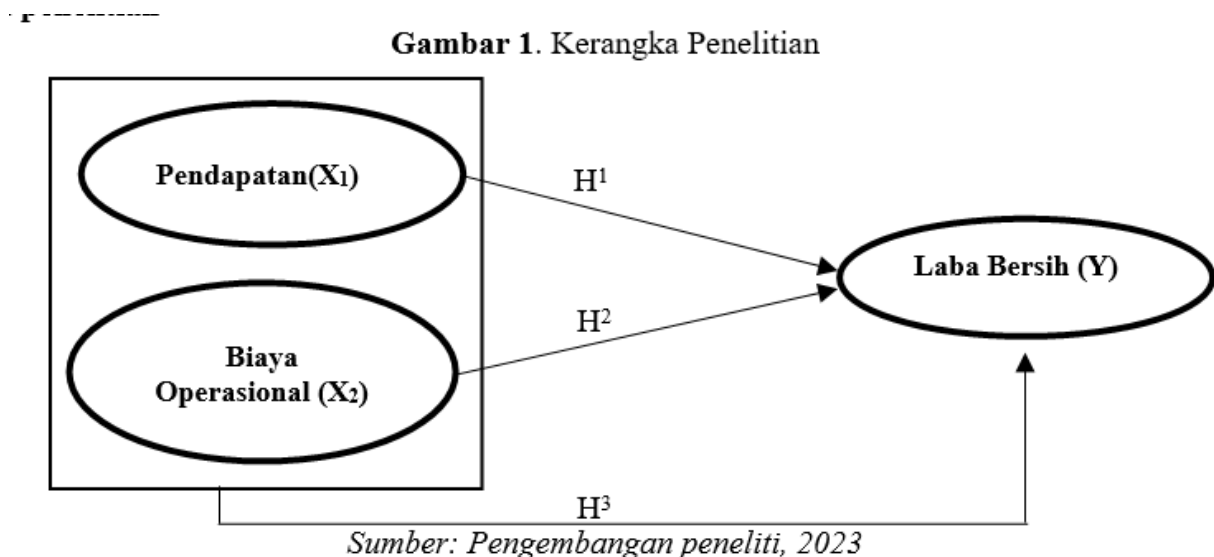 Gambar 1. Kerangka Penelitian
Pendapatan(X₁)
H¹
Laba Bersih (Y)
H²
Biaya
Operasional (X₂)
H³
Sumber: Pengembangan peneliti, 2023